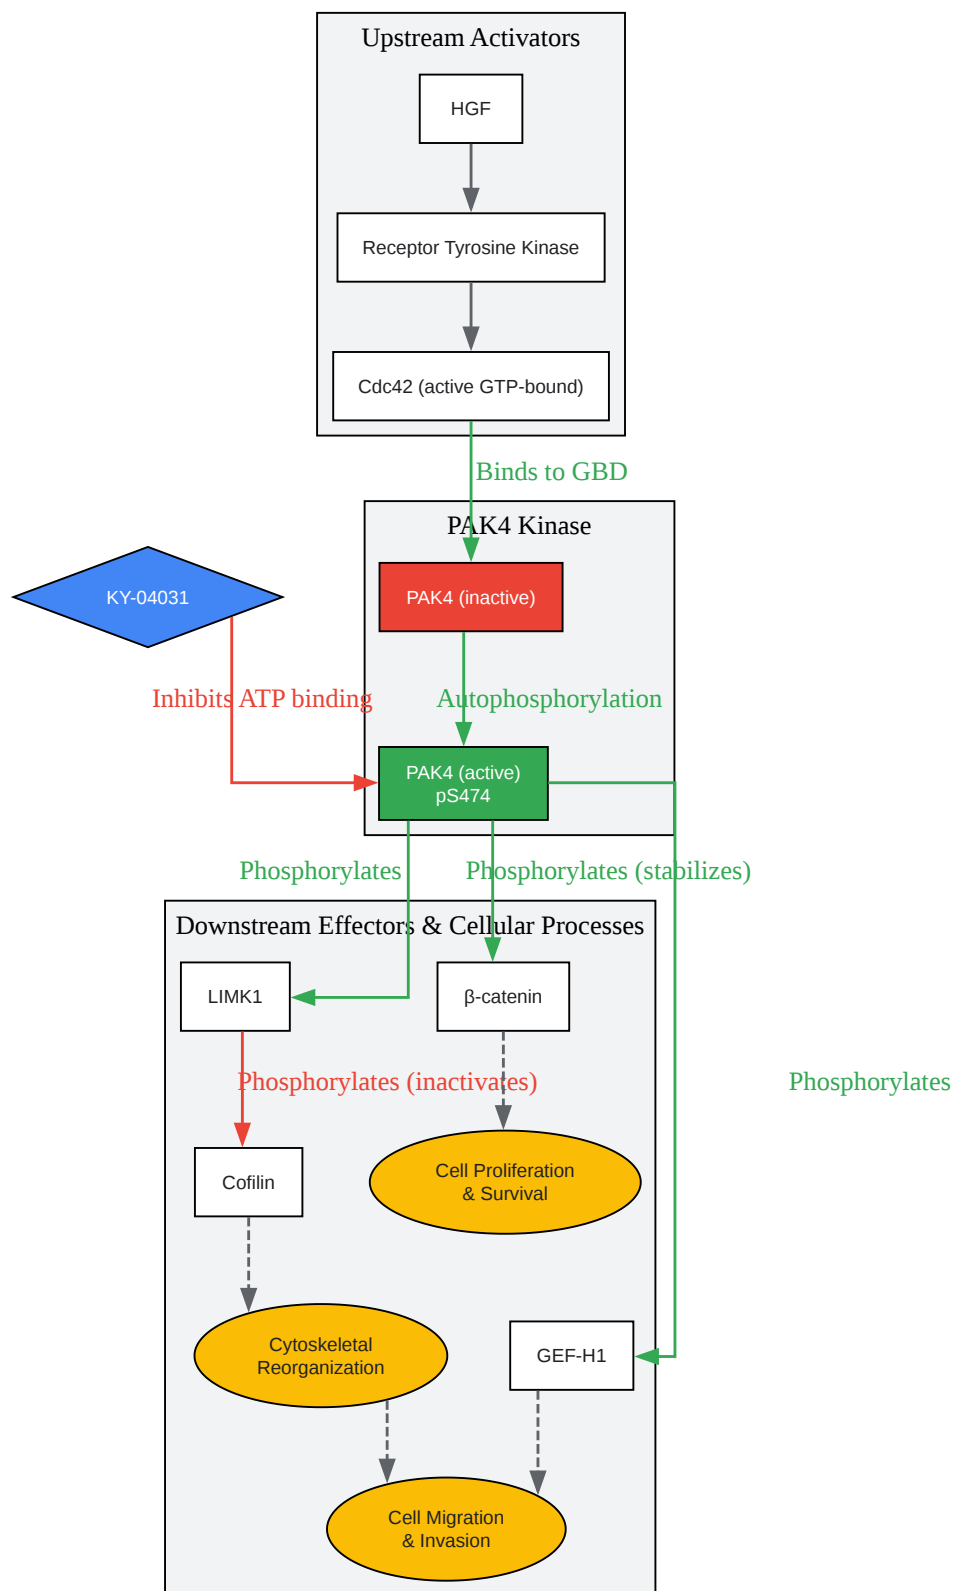 Upstream Activators
HGF
Receptor Tyrosine Kinase
Cdc42 (active GTP-bound)
Binds to GBD
PAK4 Kinase
KY-04031
PAK4 (inactive)
Inhibits ATP binding
Autophosphorylation
PAK4 (active)
pS474
Phosphorylates
Phosphorylates (stabilizes)
Downstream Effectors & Cellular Processes
LIMK1
β-catenin
Phosphorylates (inactivates)
Phosphorylates
Cofilin
Cell Proliferation
& Survival
Cytoskeletal
Reorganization
GEF-H1
Cell Migration
& Invasion